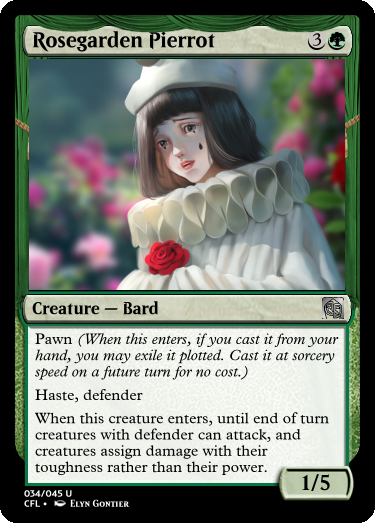 Rosegarden Pierrot 3
Creature — Bard
Pawn (When this enters, if you cast it from your
hand, you may exile it plotted. Cast it at sorcery
speed on a future turn for no cost.)
Haste, defender
When this creature enters, until end of turn
creatures with defender can attack, and
creatures assign damage with their
toughness rather than their power.
1/5
034/045 U
CFL • Elyn Gontier